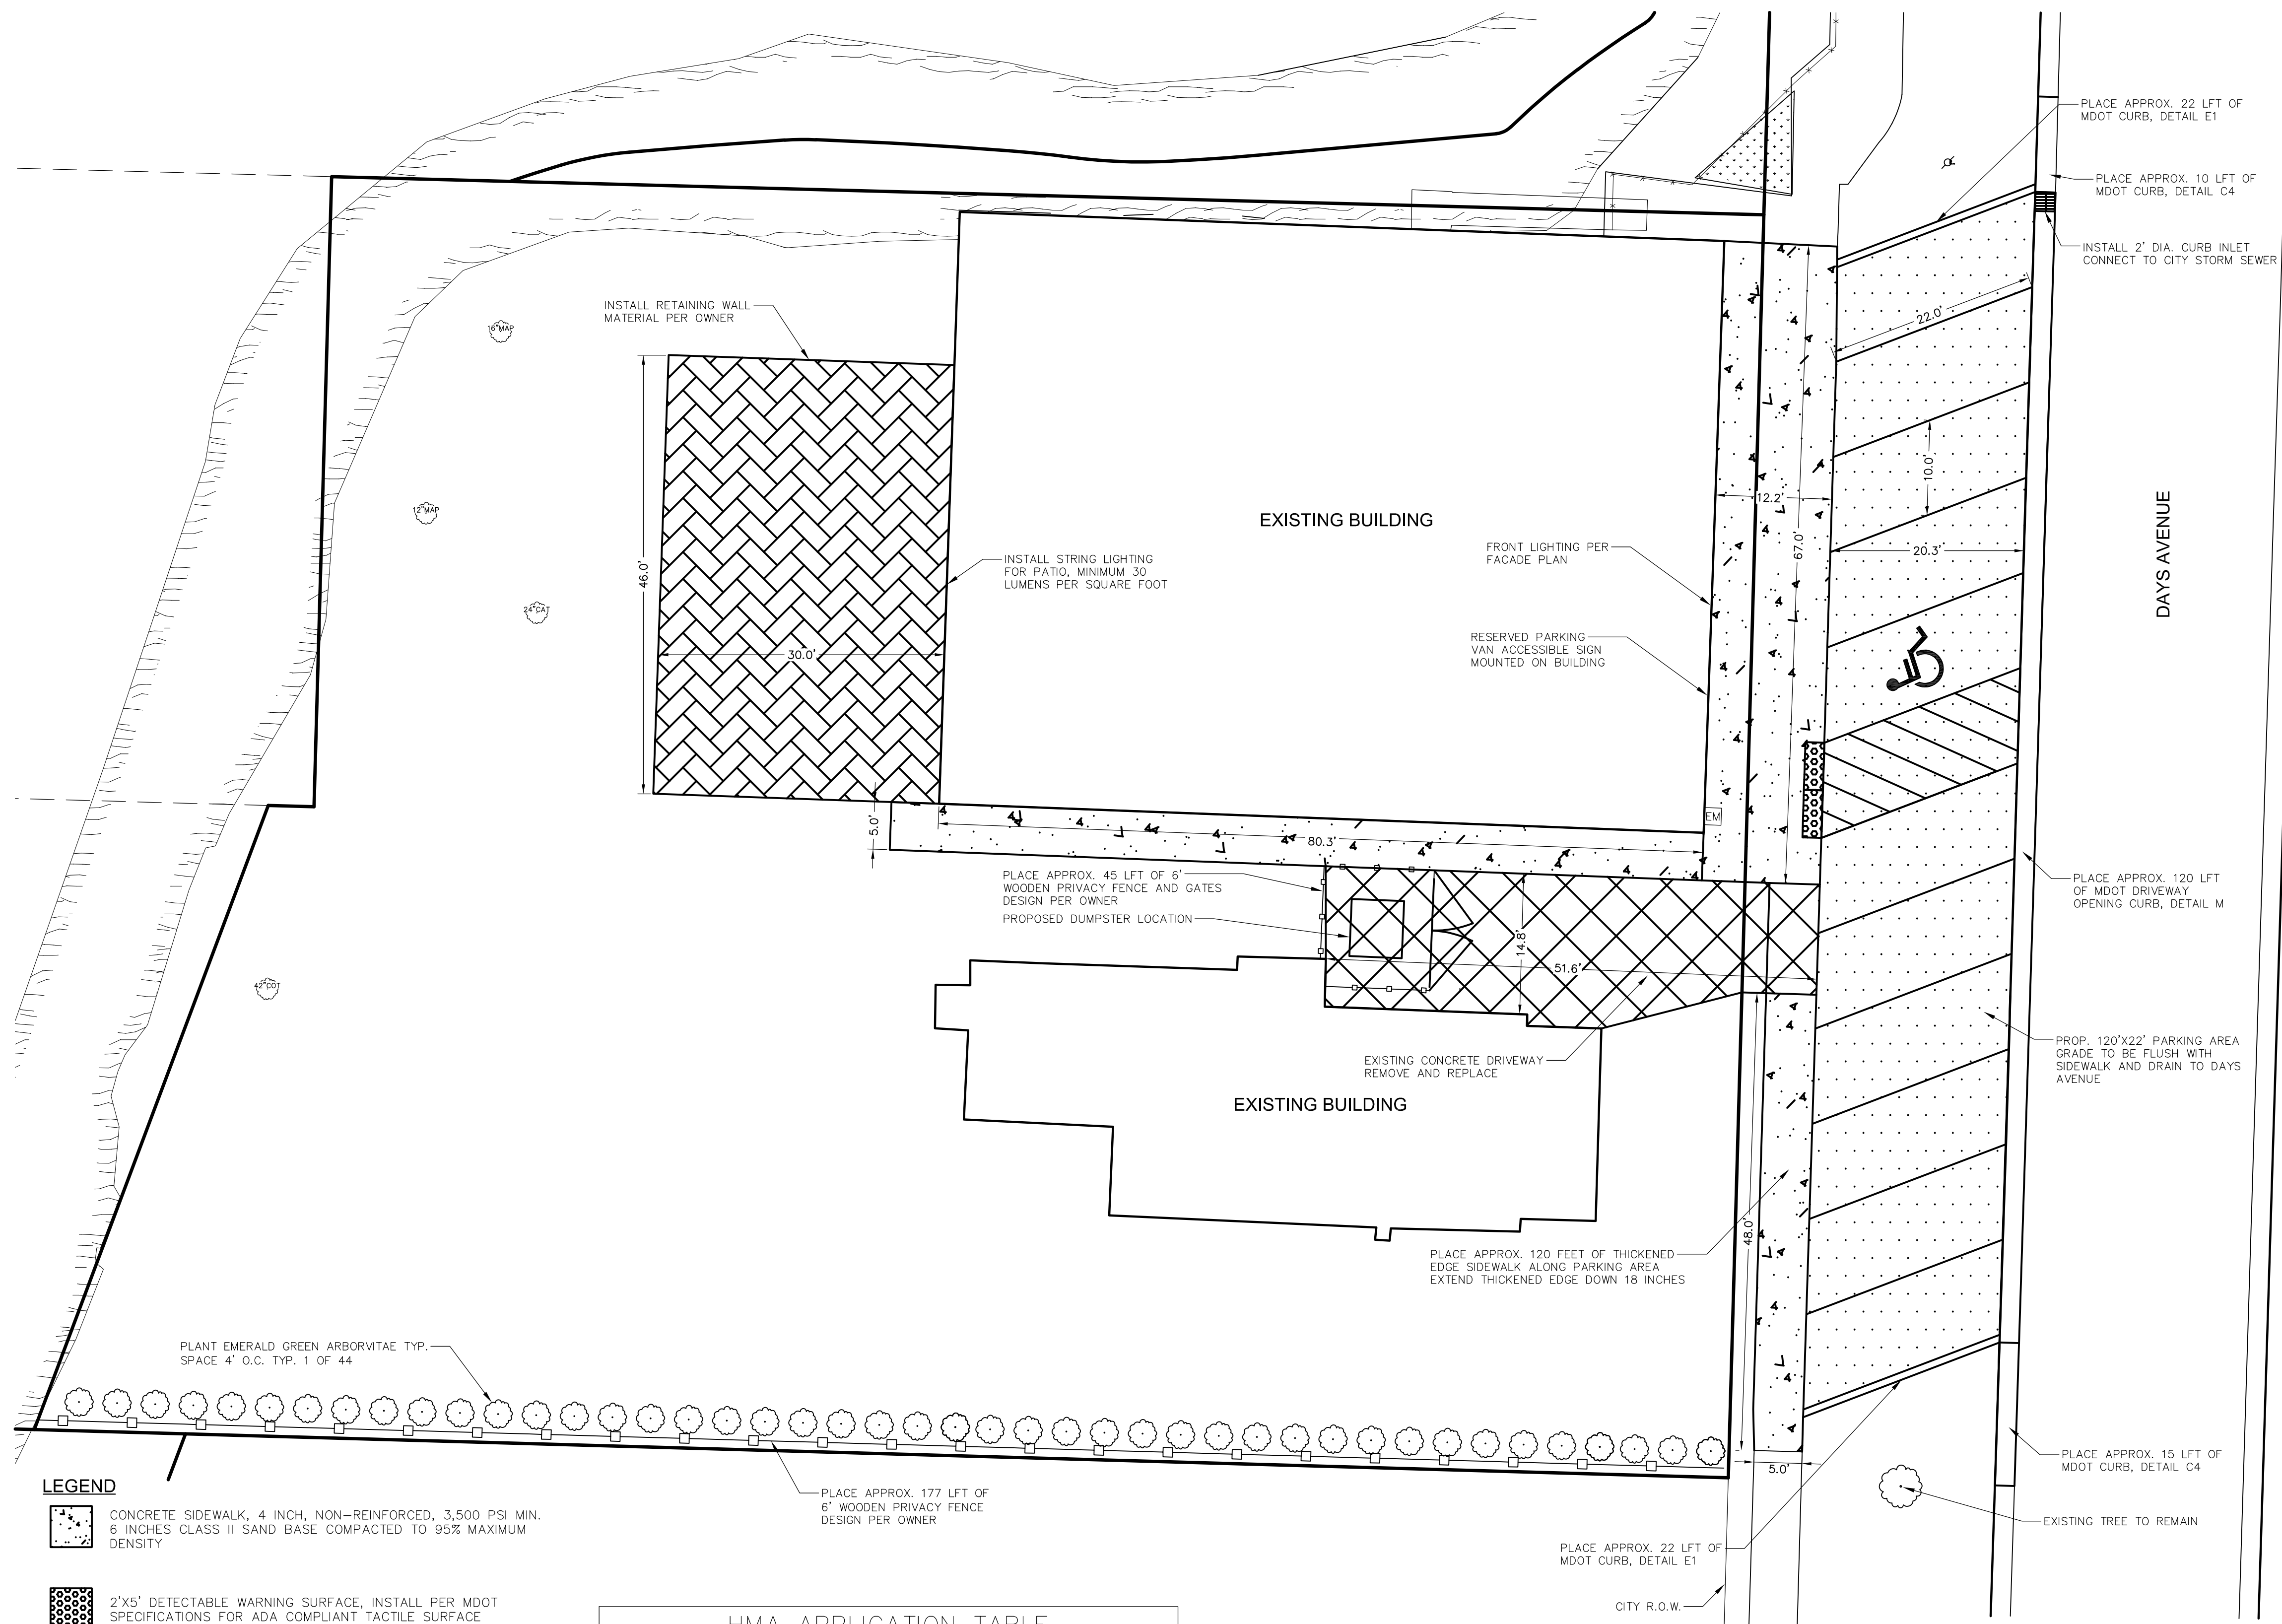 PLACE APPROX. 22 LFT OF
MDOT CURB, DETAIL E1
PLACE APPROX. 10 LFT OF
MDOT CURB, DETAIL C4
INSTALL 2' DIA. CURB INLET
CONNECT TO CITY STORM SEWER
INSTALL RETAINING WALL
MATERIAL PER OWNER
16"MAP
12"MAP
24"CAT
42"COT
22.0'
10.0'
12.2'
67.0'
20.3'
46.0'
30.0'
EXISTING BUILDING
DAYS AVENUE
INSTALL STRING LIGHTING
FOR PATIO, MINIMUM 30
LUMENS PER SQUARE FOOT
FRONT LIGHTING PER
FACADE PLAN
RESERVED PARKING
VAN ACCESSIBLE SIGN
MOUNTED ON BUILDING
EM
5.0'
80.3'
PLACE APPROX. 45 LFT OF 6'
WOODEN PRIVACY FENCE AND GATES
DESIGN PER OWNER
PROPOSED DUMPSTER LOCATION
14.8'
51.6'
PLACE APPROX. 120 LFT
OF MDOT DRIVEWAY
OPENING CURB, DETAIL M
EXISTING CONCRETE DRIVEWAY
REMOVE AND REPLACE
PROP. 120'X22' PARKING AREA
GRADE TO BE FLUSH WITH
SIDEWALK AND DRAIN TO DAYS
AVENUE
EXISTING BUILDING
48.0'
PLACE APPROX. 120 FEET OF THICKENED
EDGE SIDEWALK ALONG PARKING AREA
EXTEND THICKENED EDGE DOWN 18 INCHES
PLANT EMERALD GREEN ARBORVITAE TYP.
SPACE 4' O.C. TYP. 1 OF 44
5.0'
PLACE APPROX. 15 LFT OF
MDOT CURB, DETAIL C4
PLACE APPROX. 177 LFT OF
6' WOODEN PRIVACY FENCE
DESIGN PER OWNER
EXISTING TREE TO REMAIN
PLACE APPROX. 22 LFT OF
MDOT CURB, DETAIL E1
CITY R.O.W.
LEGEND
CONCRETE SIDEWALK, 4 INCH, NON-REINFORCED, 3,500 PSI MIN.
6 INCHES CLASS II SAND BASE COMPACTED TO 95% MAXIMUM
DENSITY
2'X5' DETECTABLE WARNING SURFACE, INSTALL PER MDOT
SPECIFICATIONS FOR ADA COMPLIANT TACTILE SURFACE
HMA APPLICATION TABLE